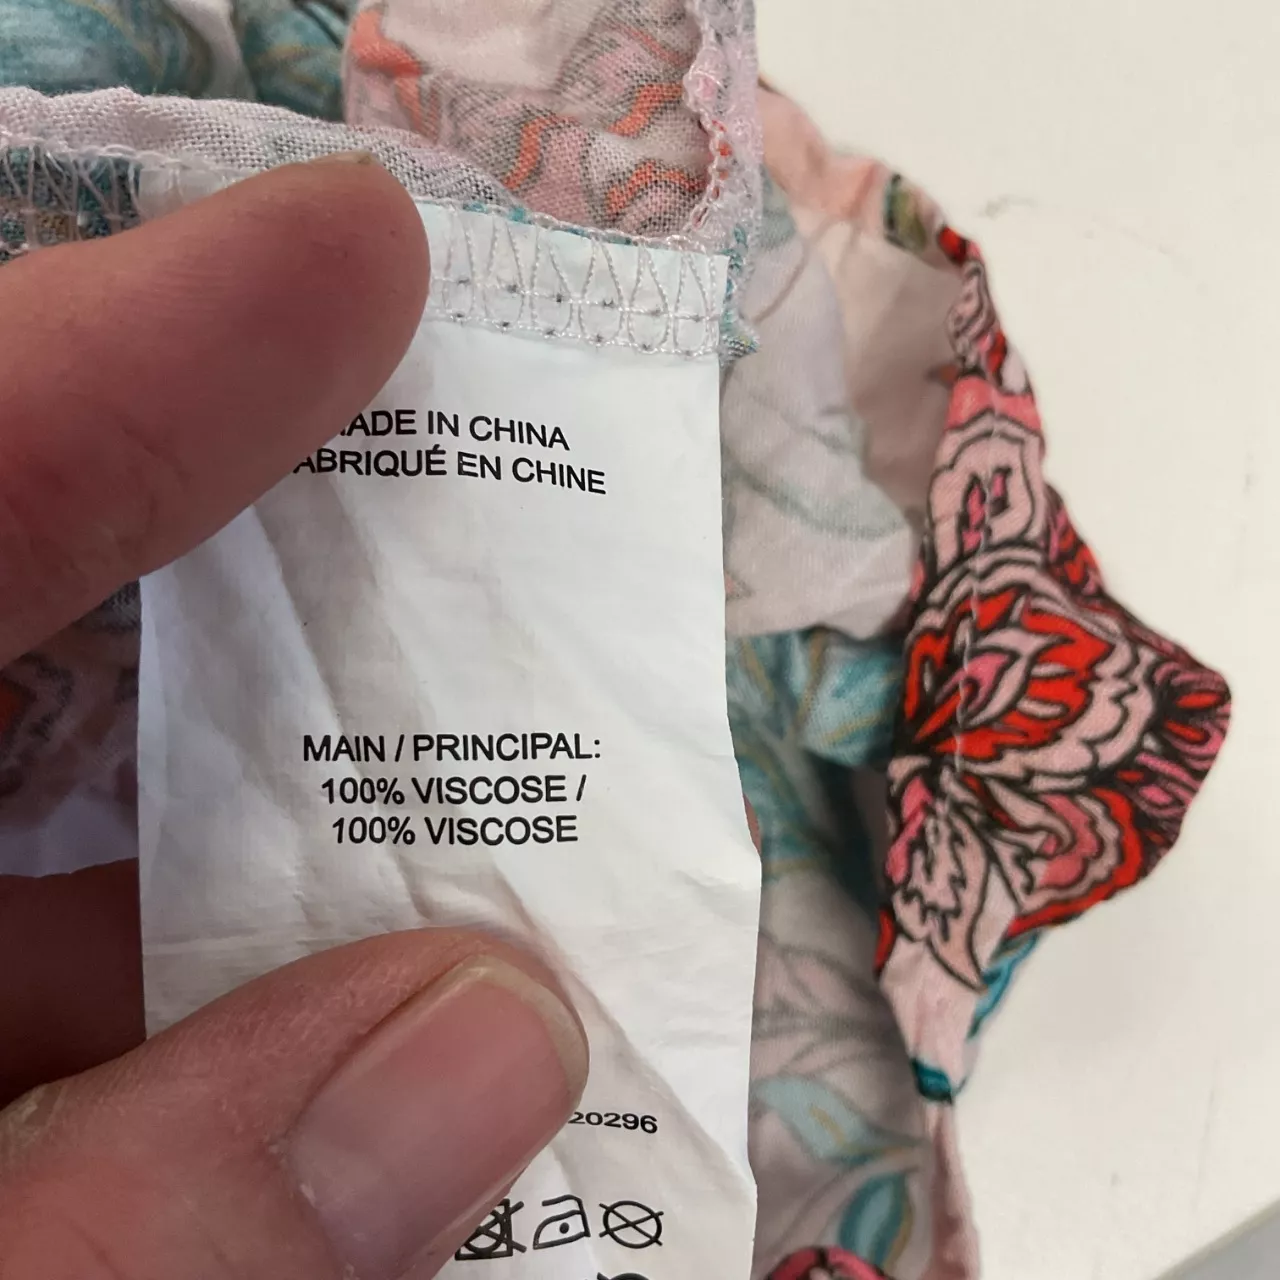 ADE IN CHINA
ABRIQUÉ EN CHINE
MAIN / PRINCIPAL:
100% VISCOSE /
100% VISCOSE
20296